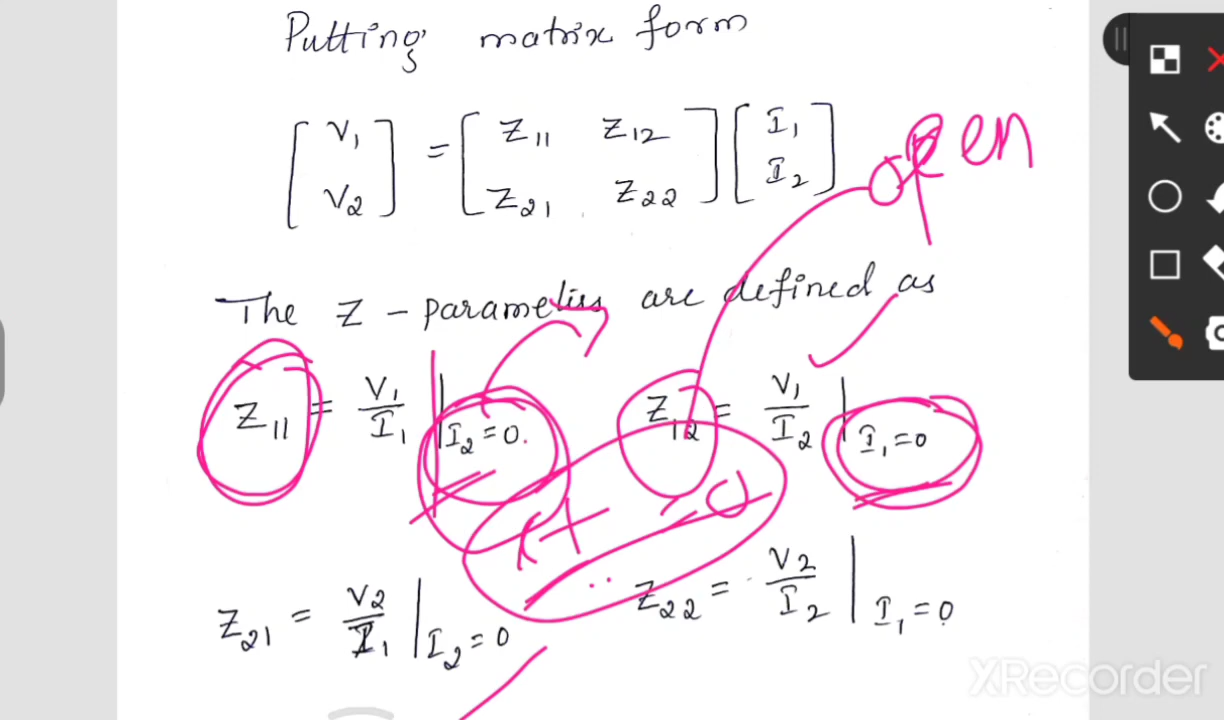 Putting matrix form
[V1 V2] = [Z11 Z12 Z21 Z22] [I1 I2]
open
The Z - parameters are defined as
Z11 = V1/I1 | I2 = 0. Z12 = V1/I2 | I1 = 0
Z21 = V2/I1 | I2 = 0 Z22 = V2/I2 | I1 = 0
XRecorder